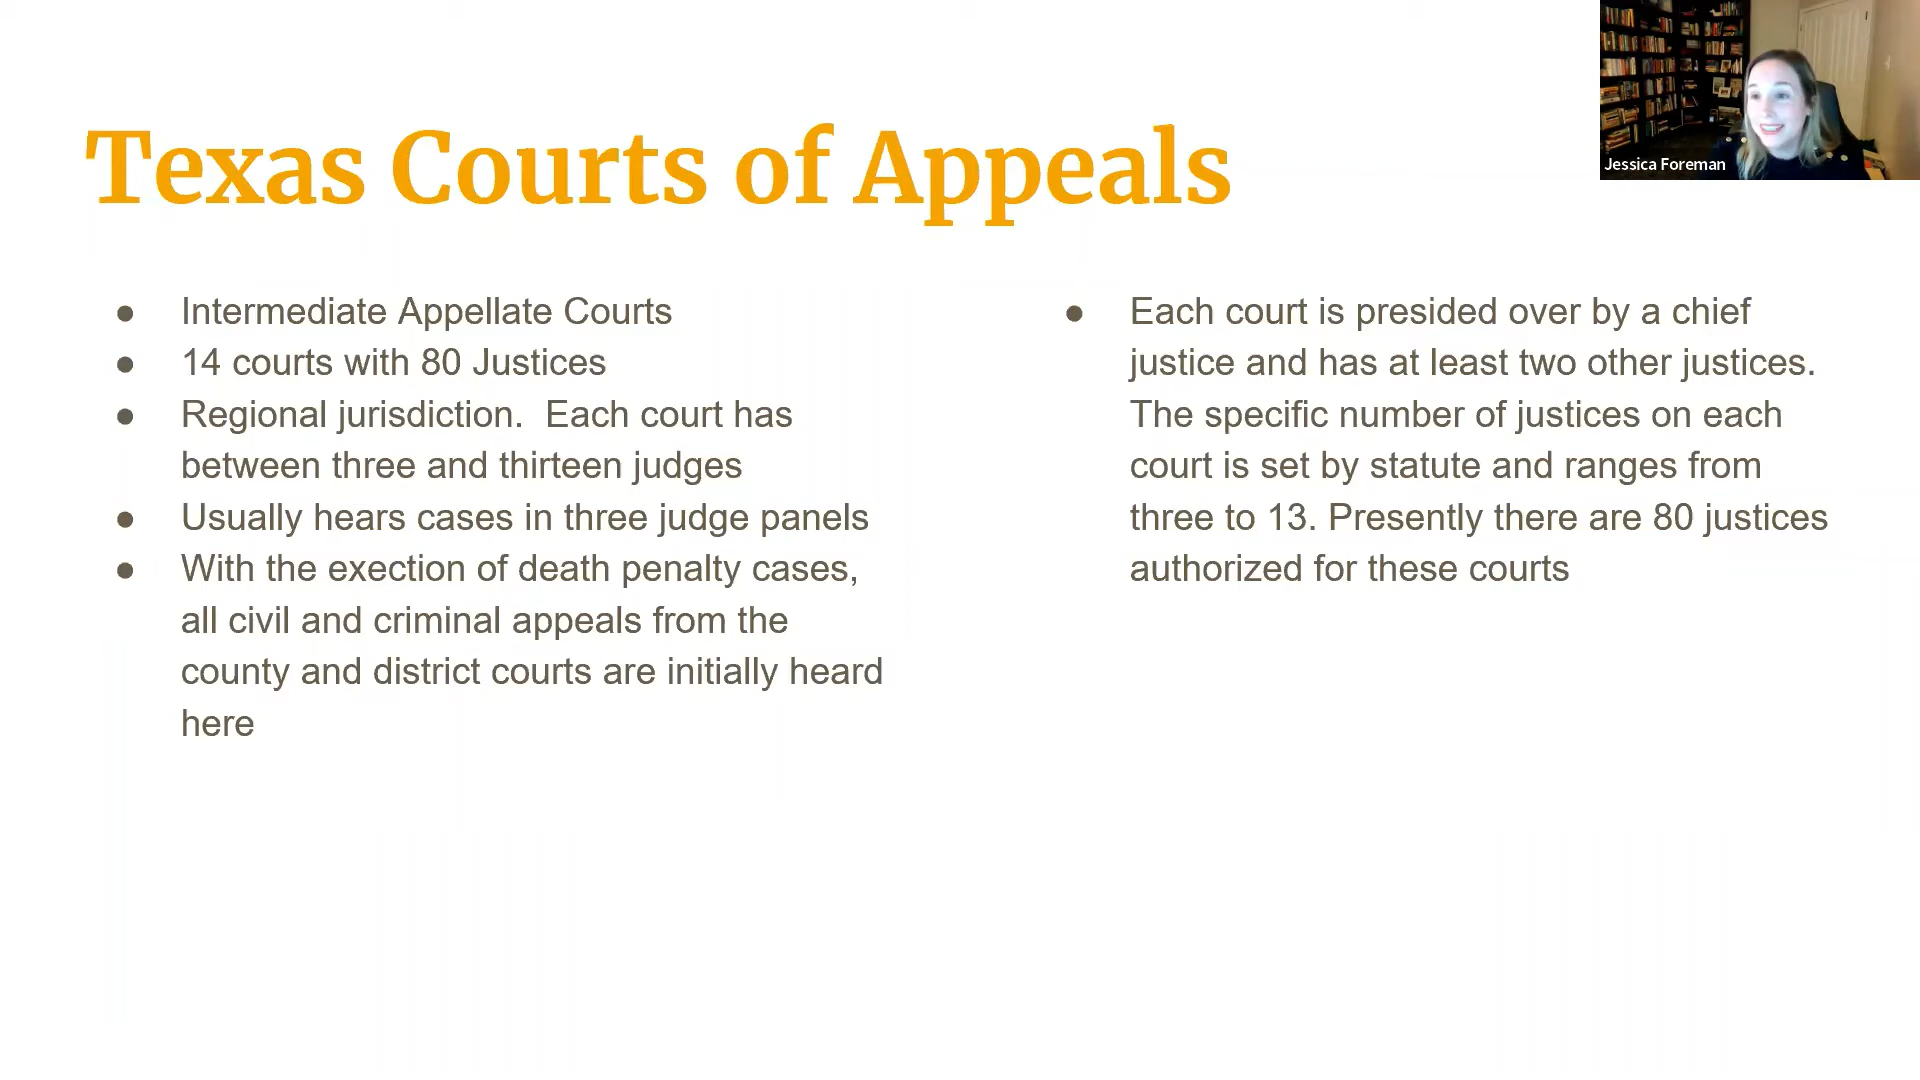 Texas Courts of Appeals
Jessica Foreman
● Intermediate Appellate Courts
● 14 courts with 80 Justices
● Regional jurisdiction.  Each court has
between three and thirteen judges
● Usually hears cases in three judge panels
● With the exection of death penalty cases,
all civil and criminal appeals from the
county and district courts are initially heard
here
● Each court is presided over by a chief
justice and has at least two other justices.
The specific number of justices on each
court is set by statute and ranges from
three to 13. Presently there are 80 justices
authorized for these courts